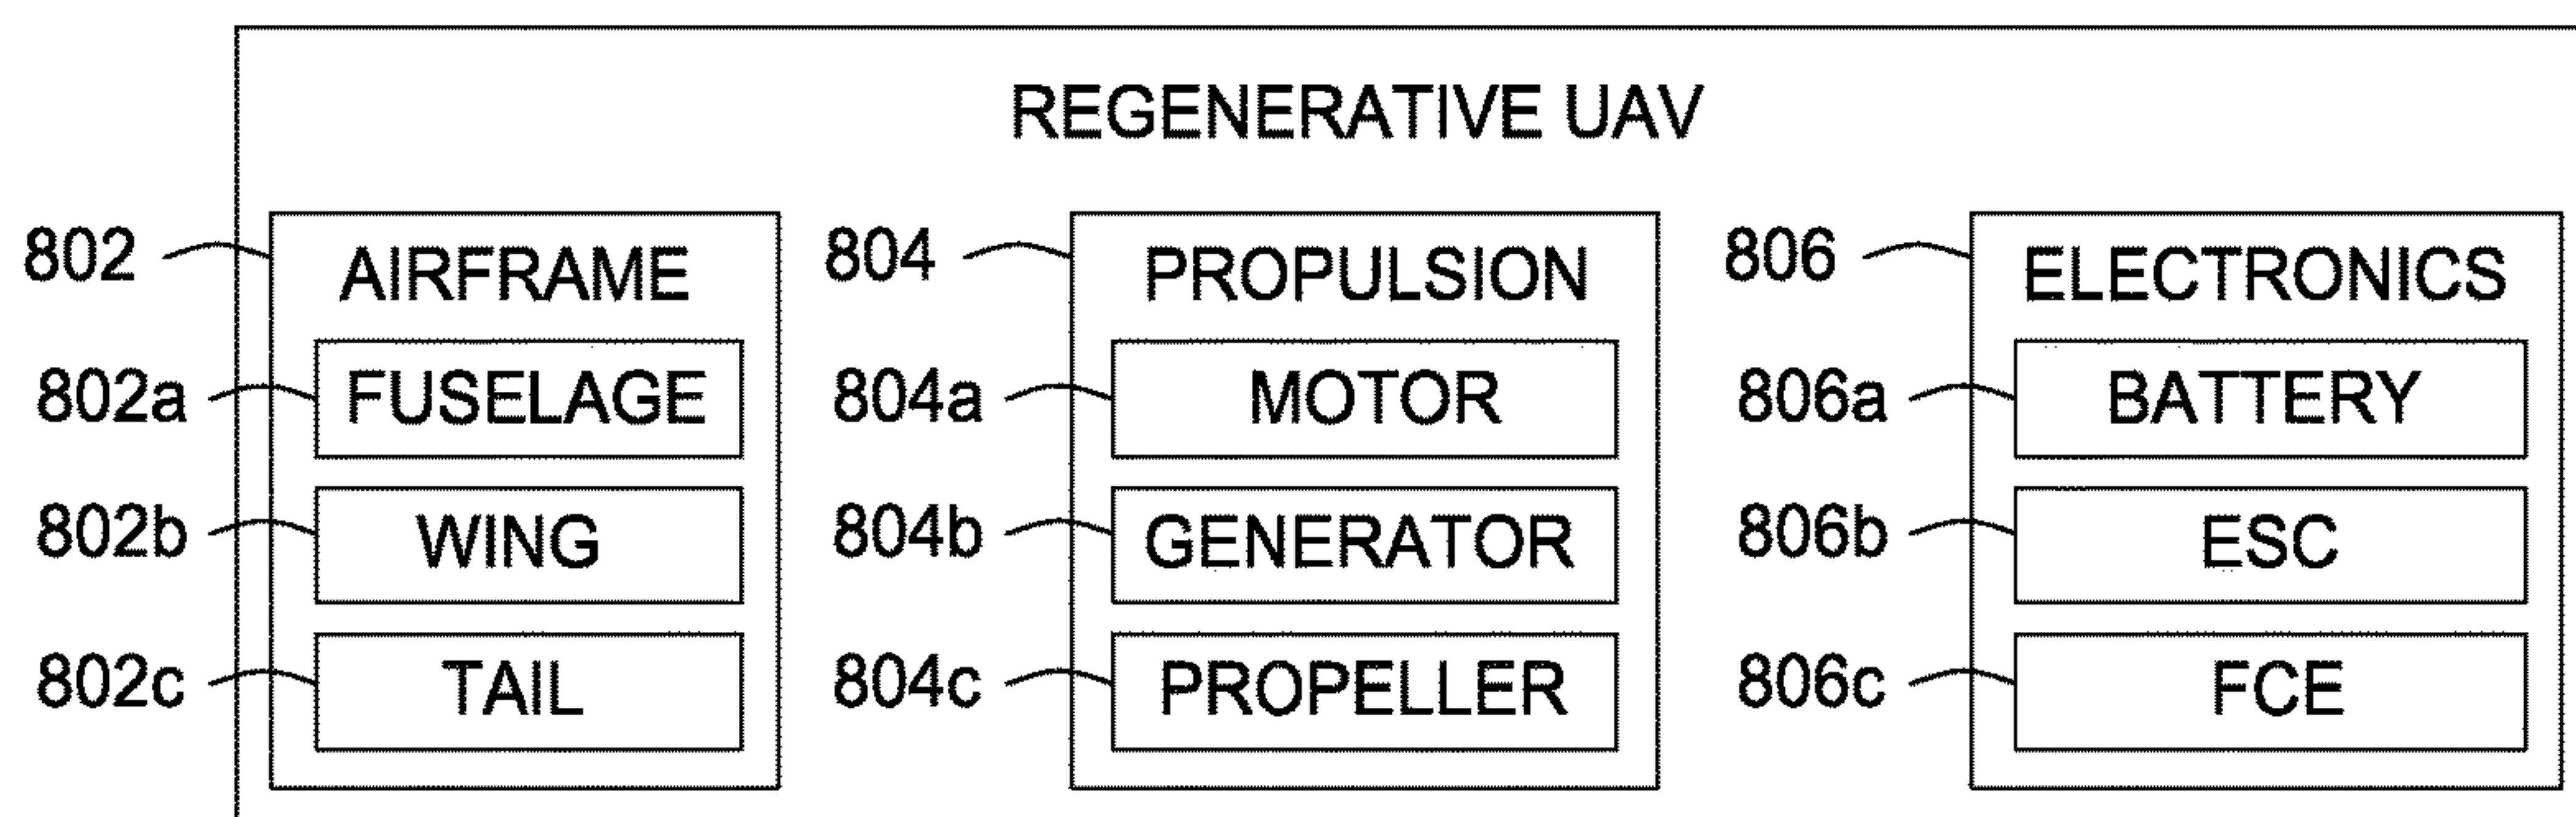 REGENERATIVE UAV
802 AIRFRAME 804 PROPULSION 806 ELECTRONICS
802a FUSELAGE 804a MOTOR 806a BATTERY
802b WING 804b GENERATOR 806b ESC
802c TAIL 804c PROPELLER 806c FCE